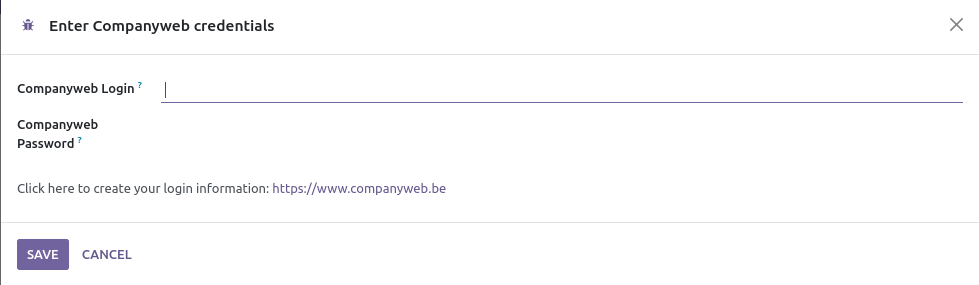 Enter Companyweb credentials
Companyweb Login ?
Companyweb
Password ?
Click here to create your login information: https://www.companyweb.be
SAVE CANCEL